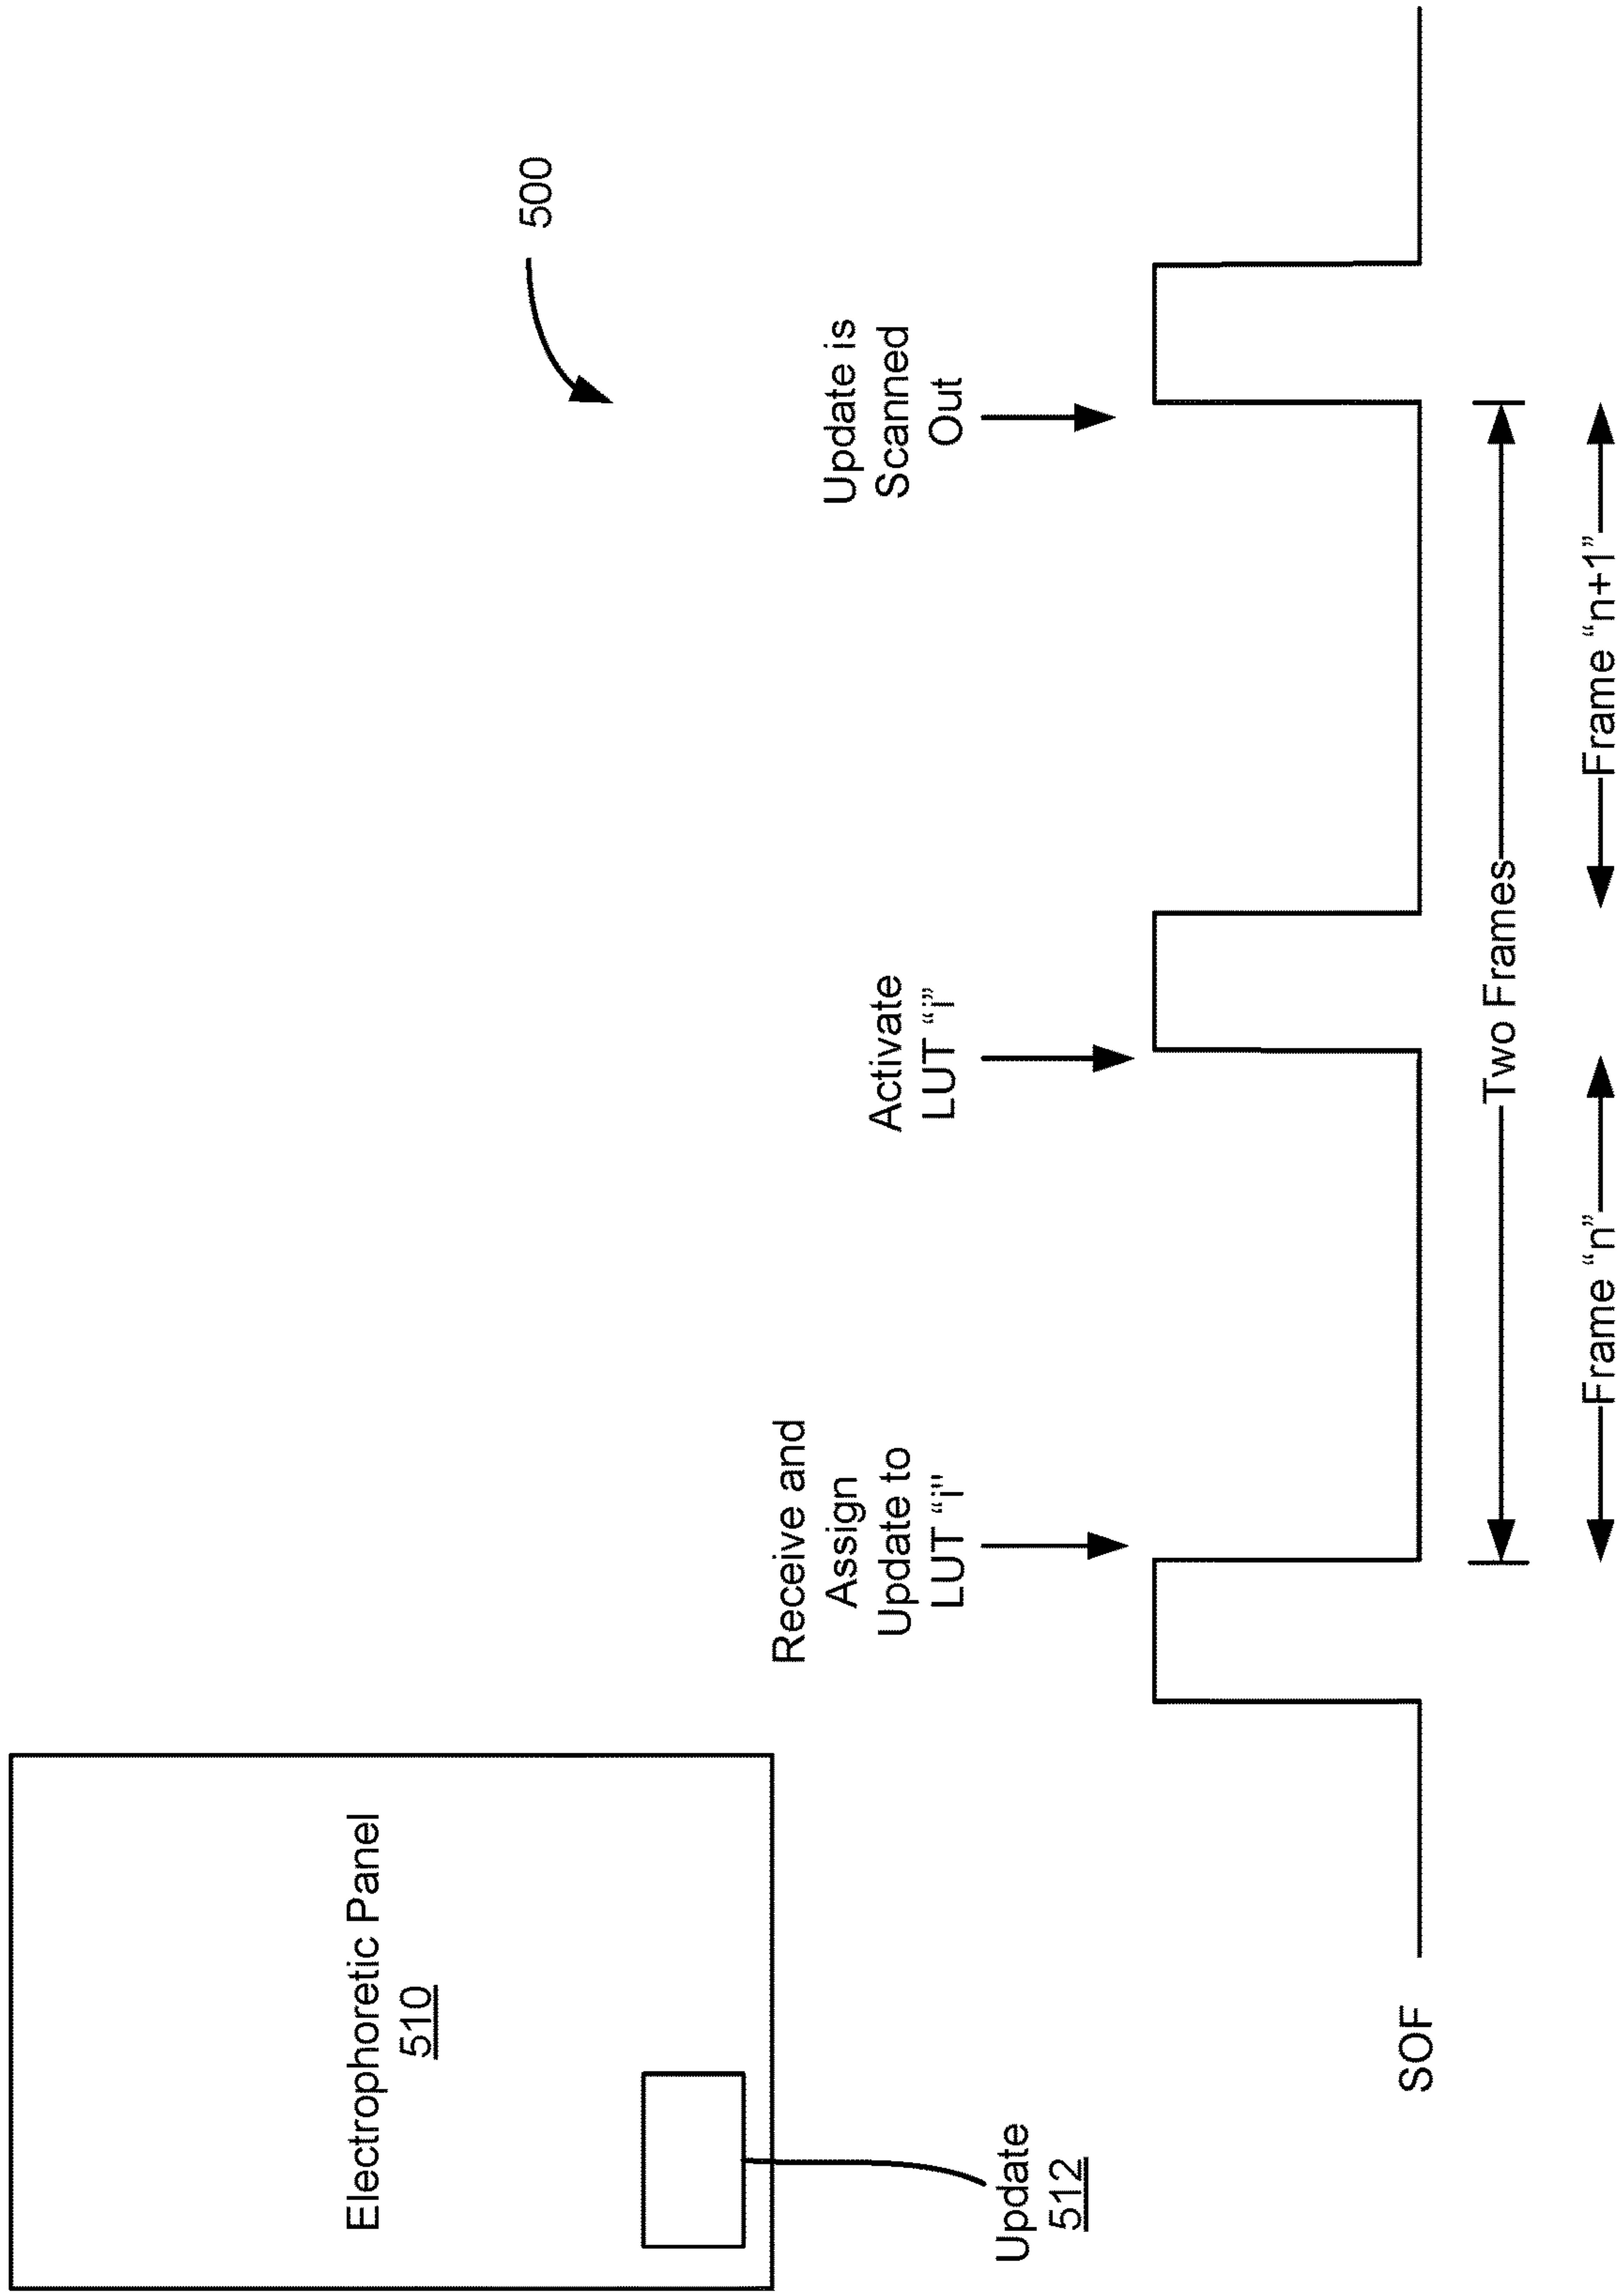 500
Electrophoretic Panel
510
Update
512
Receive and
Assign
Update to
LUT “i"
Activate
LUT “i”
Update is
Scanned
Out
SOF
Two Frames
Frame “n”
Frame “n+1”